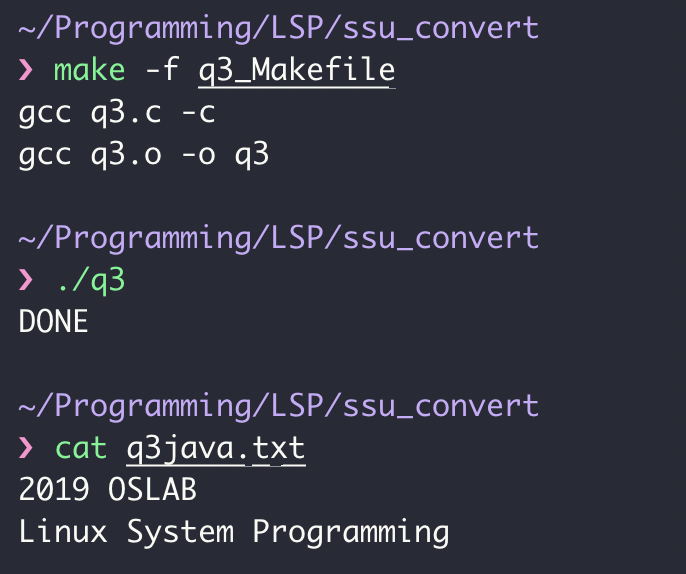 ~/Programming/LSP/ssu_convert
❯ make -f q3_Makefile
gcc q3.c -c
gcc q3.o -o q3
~/Programming/LSP/ssu_convert
❯ ./q3
DONE
~/Programming/LSP/ssu_convert
❯ cat q3java.txt
2019 OSLAB
Linux System Programming